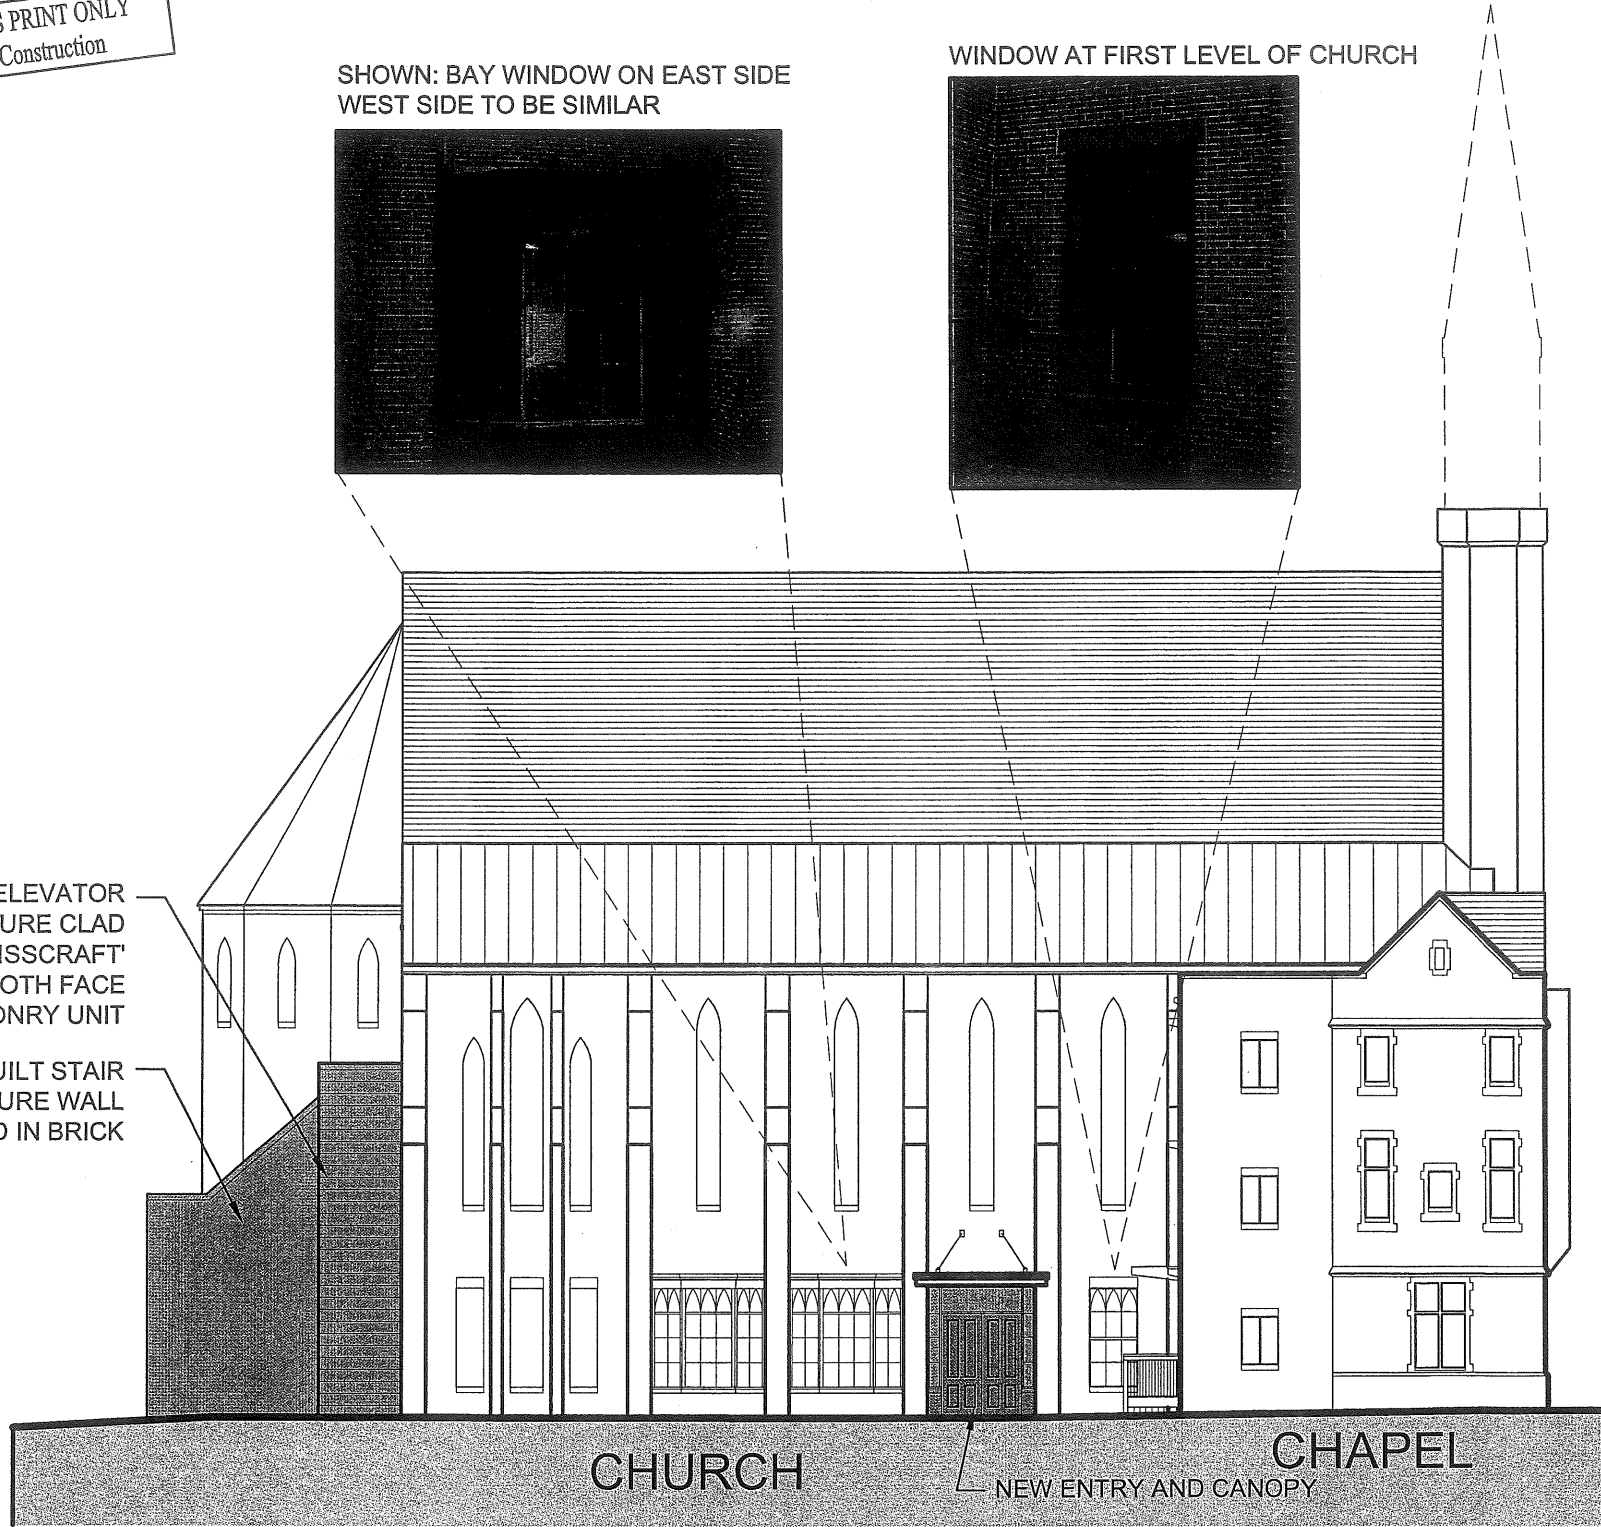 PRINT ONLY
Construction
WINDOW AT FIRST LEVEL OF CHURCH
SHOWN: BAY WINDOW ON EAST SIDE
WEST SIDE TO BE SIMILAR
ELEVATOR
URE CLAD
ISSCRAFT'
OTH FACE
ONRY UNIT
UILT STAIR
URE WALL
D IN BRICK
CHURCH
CHAPEL
NEW ENTRY AND CANOPY